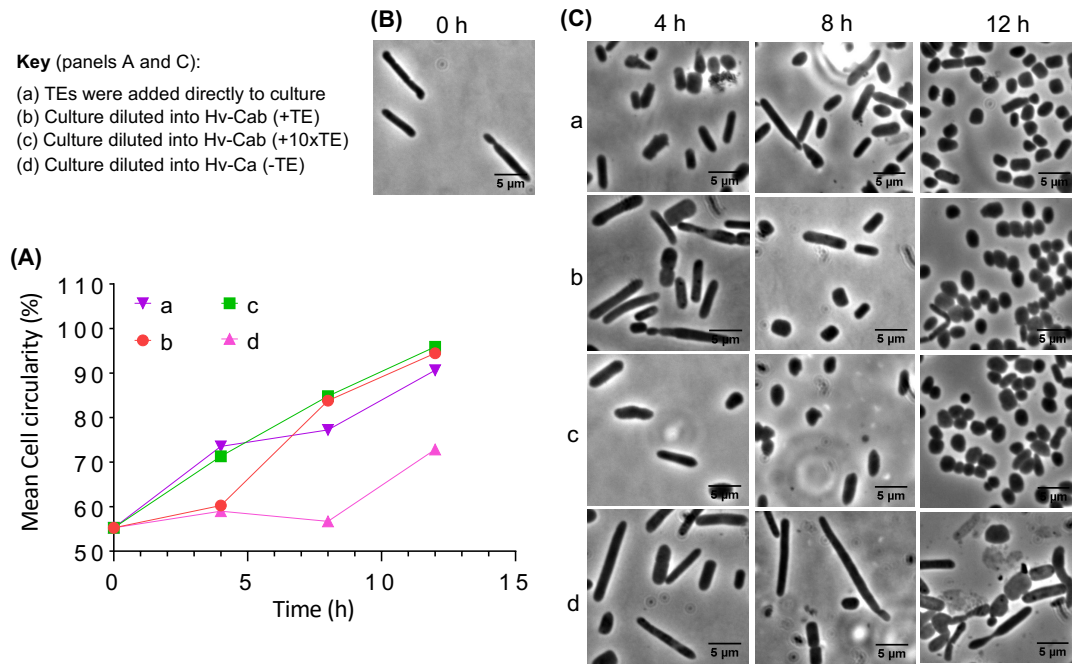 Key (panels A and C):
(a) TEs were added directly to culture
(b) Culture diluted into Hv-Cab (+TE)
(c) Culture diluted into Hv-Cab (+10xTE)
(d) Culture diluted into Hv-Ca (-TE)
(B)
0 h
5 µm
(C)
4 h
8 h
12 h
a
5 µm
5 µm
5 µm
b
5 µm
5 µm
5 µm
c
5 µm
5 µm
5 µm
d
5 µm
5 µm
5 µm
(A)
Mean Cell circularity (%)
110
100
90
80
70
60
50
a
c
b
d
0
5
10
15
Time (h)